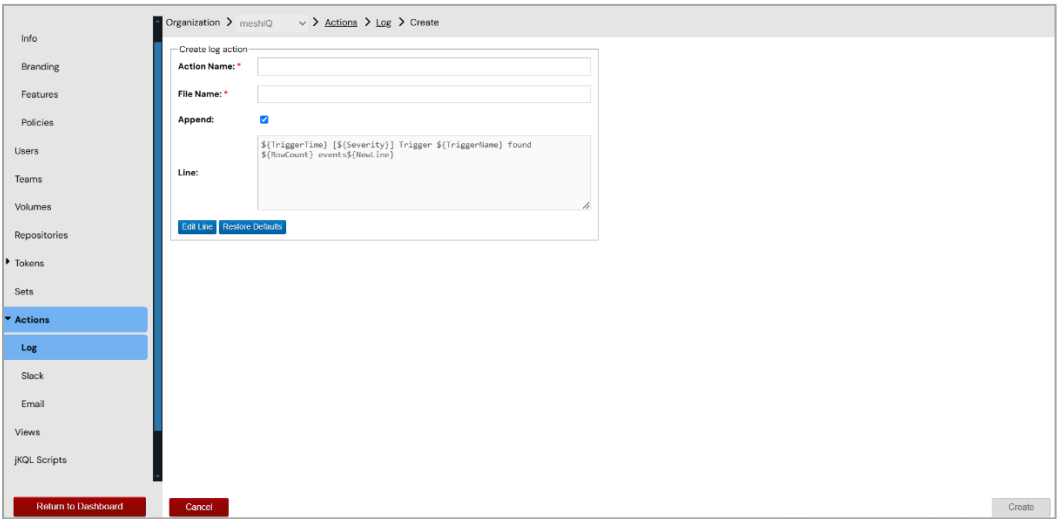 Organization > meshIQ > Actions > Log > Create
Info
Branding
Features
Policies
Users
Teams
Volumes
Repositories
Tokens
Sets
Actions
Log
Slack
Email
Views
jKQL Scripts
Return to Dashboard
Create log action
Action Name: *
File Name: *
Append:
Line:
${TriggerTime} [${Severity}] Trigger ${TriggerName} found
${RowCount} events${NewLine}
Edit Line Restore Defaults
Cancel
Create